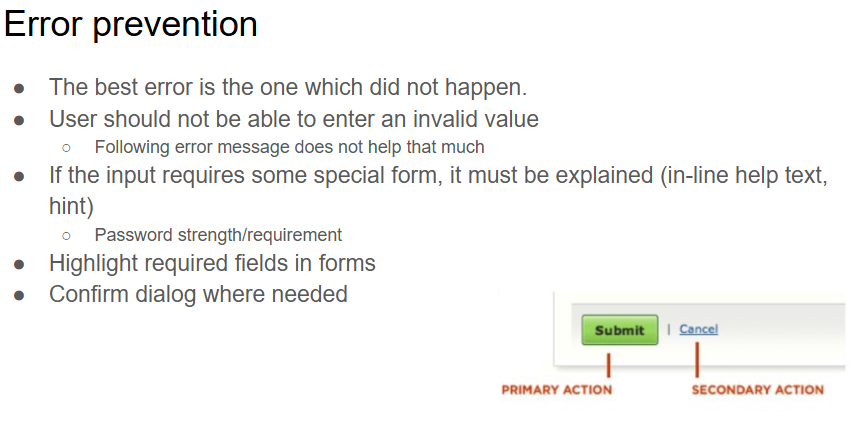 Error prevention
● The best error is the one which did not happen.
● User should not be able to enter an invalid value
○ Following error message does not help that much
● If the input requires some special form, it must be explained (in-line help text,
hint)
○ Password strength/requirement
● Highlight required fields in forms
● Confirm dialog where needed
Submit | Cancel
PRIMARY ACTION SECONDARY ACTION